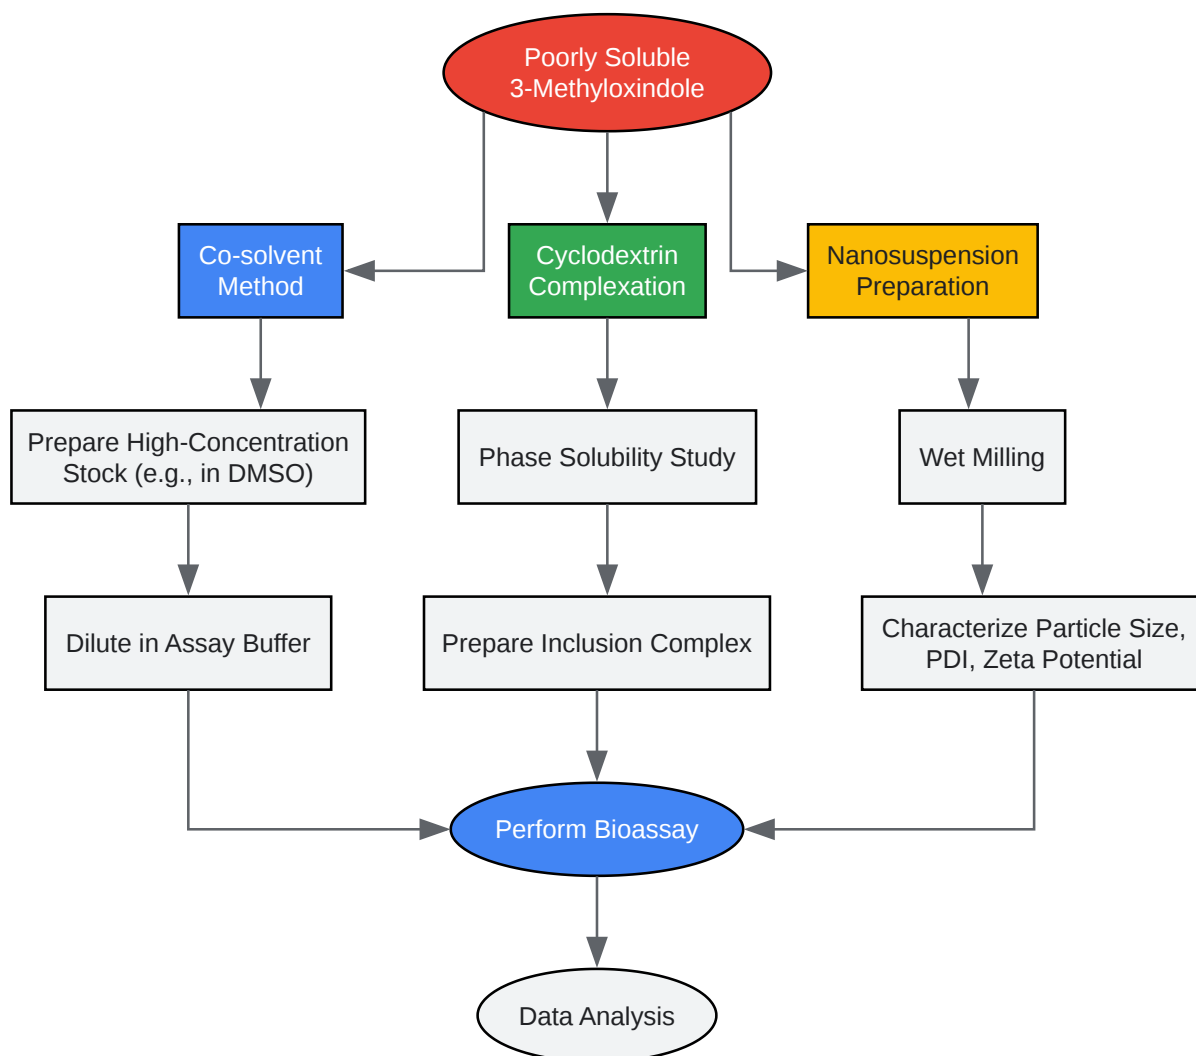 Poorly Soluble
3-Methyloxindole
Co-solvent
Method
Cyclodextrin
Complexation
Nanosuspension
Preparation
Prepare High-Concentration
Stock (e.g., in DMSO)
Phase Solubility Study
Wet Milling
Dilute in Assay Buffer
Prepare Inclusion Complex
Characterize Particle Size,
PDI, Zeta Potential
Perform Bioassay
Data Analysis